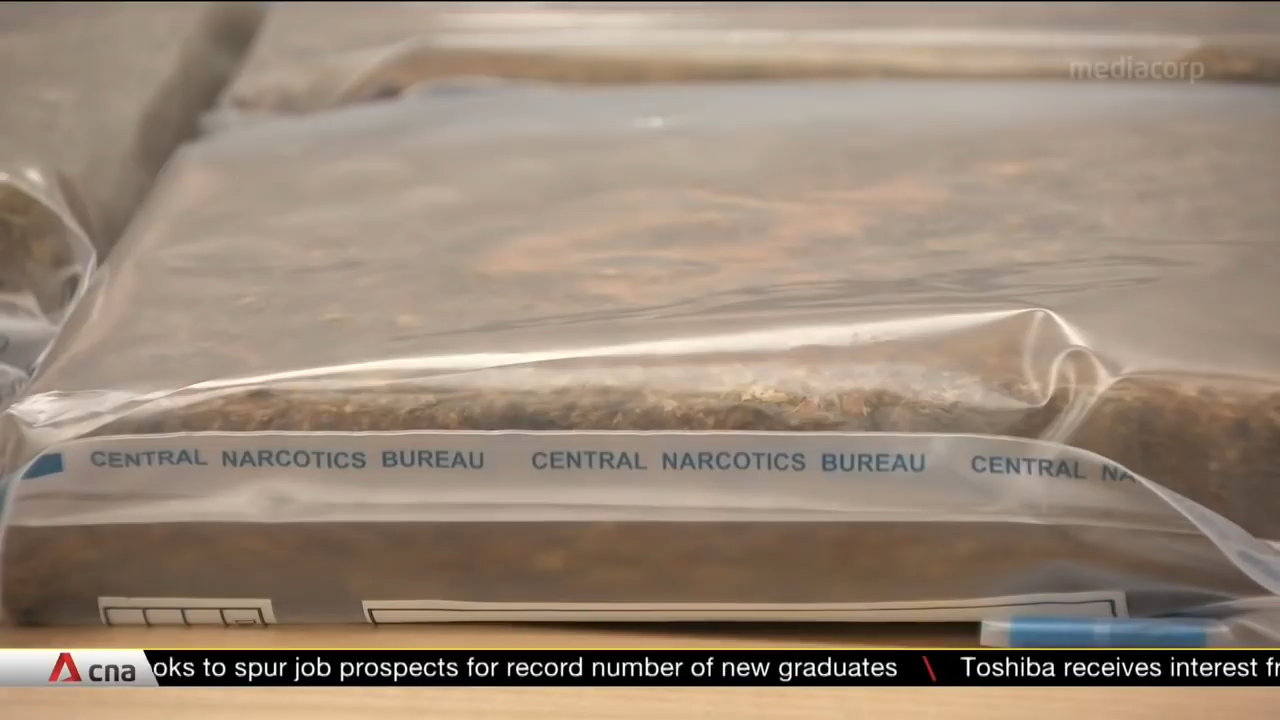 mediacorp
CENTRAL NARCOTICS BUREAU CENTRAL NARCOTICS BUREAU CENTRAL
cna
to spur job prospects for record number of new graduates \ Toshiba receives interest